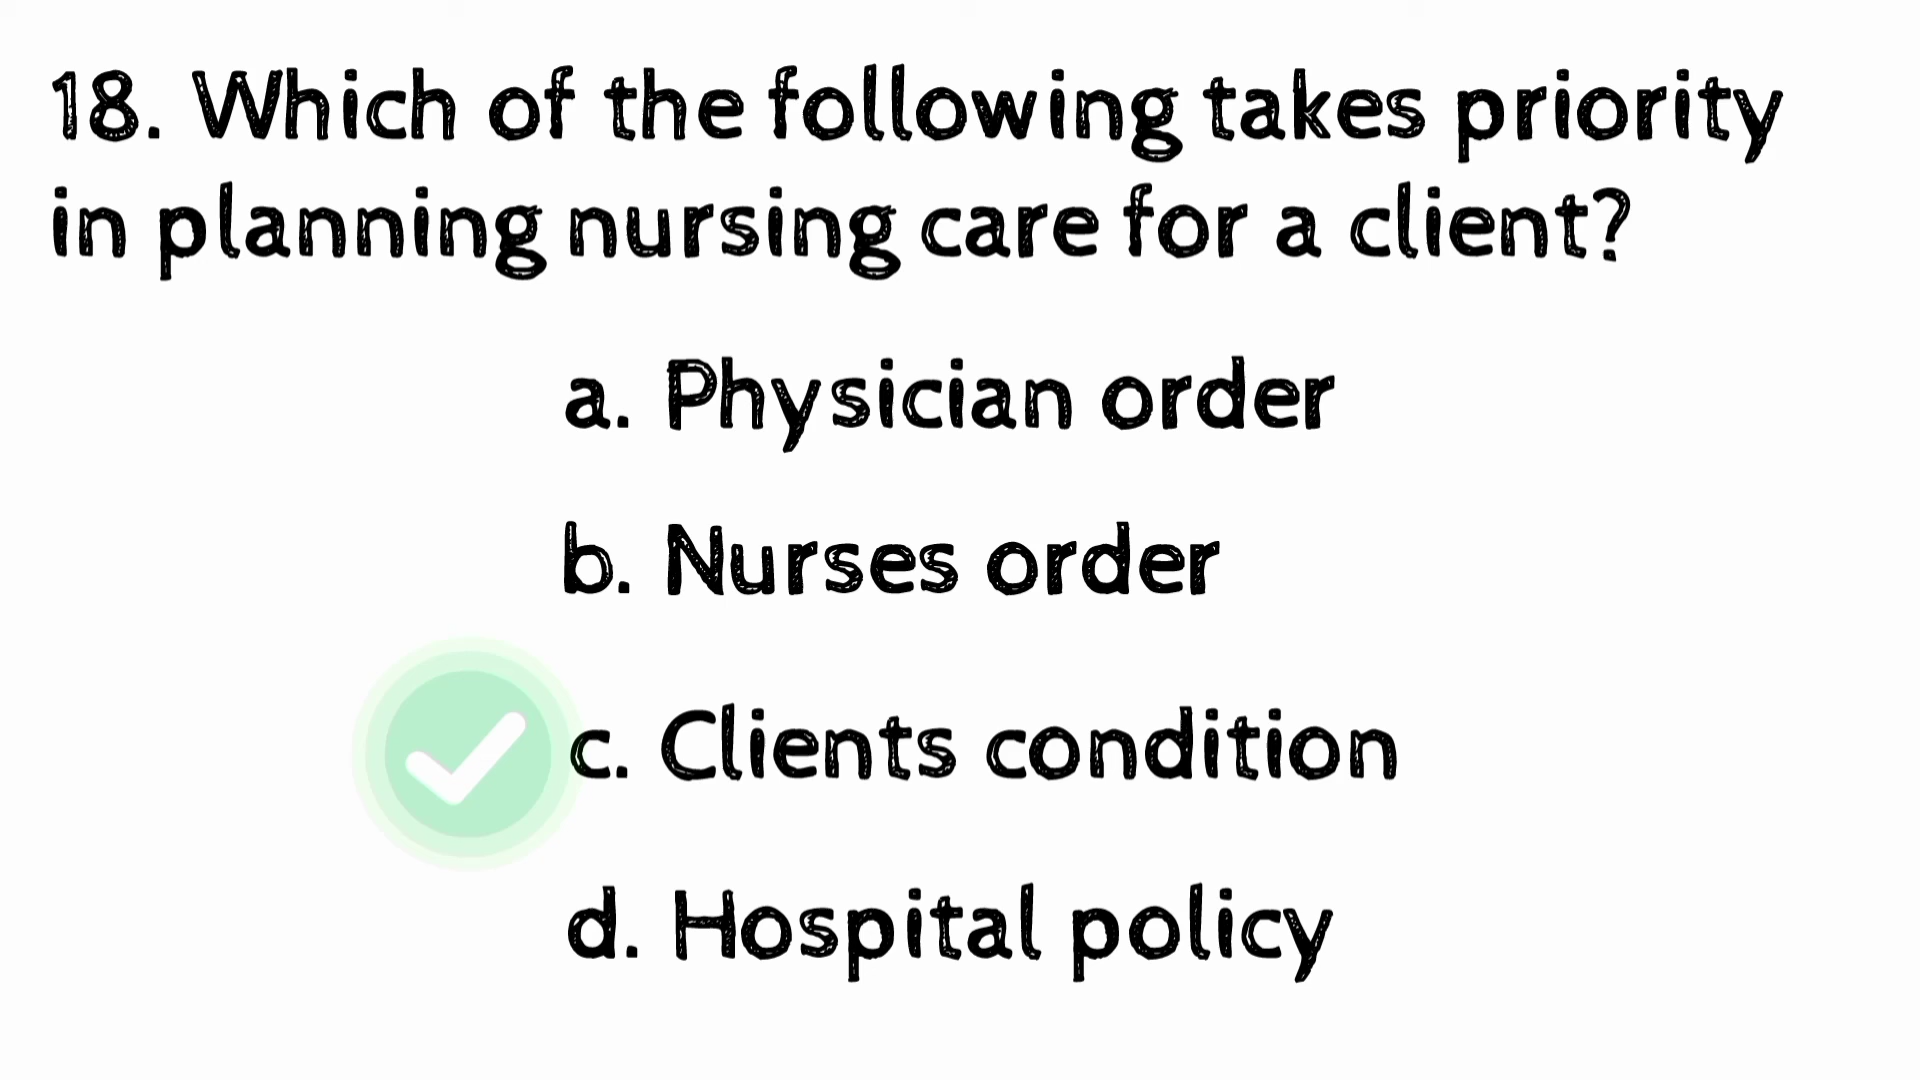 18. Which of the following takes priority
in planning nursing care for a client?
a. Physician order
b. Nurses order
c. Clients condition
d. Hospital policy